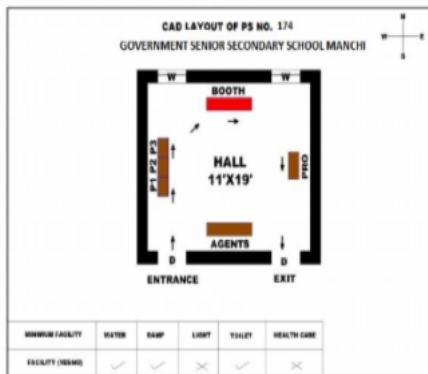 CAD LAYOUT OF PS NO. 174
GOVERNMENT SENIOR SECONDARY SCHOOL MANCHI
N
W E
S
W W
BOOTH
P1 P2 P3
HALL
11'X19'
PRO
AGENTS
D D
ENTRANCE EXIT
MINIMUM FACILITY WATER RAMP LIGHT TOILET HEALTH CARE
FACILITY (YES/NO) ✓ ✓ × ✓ ×